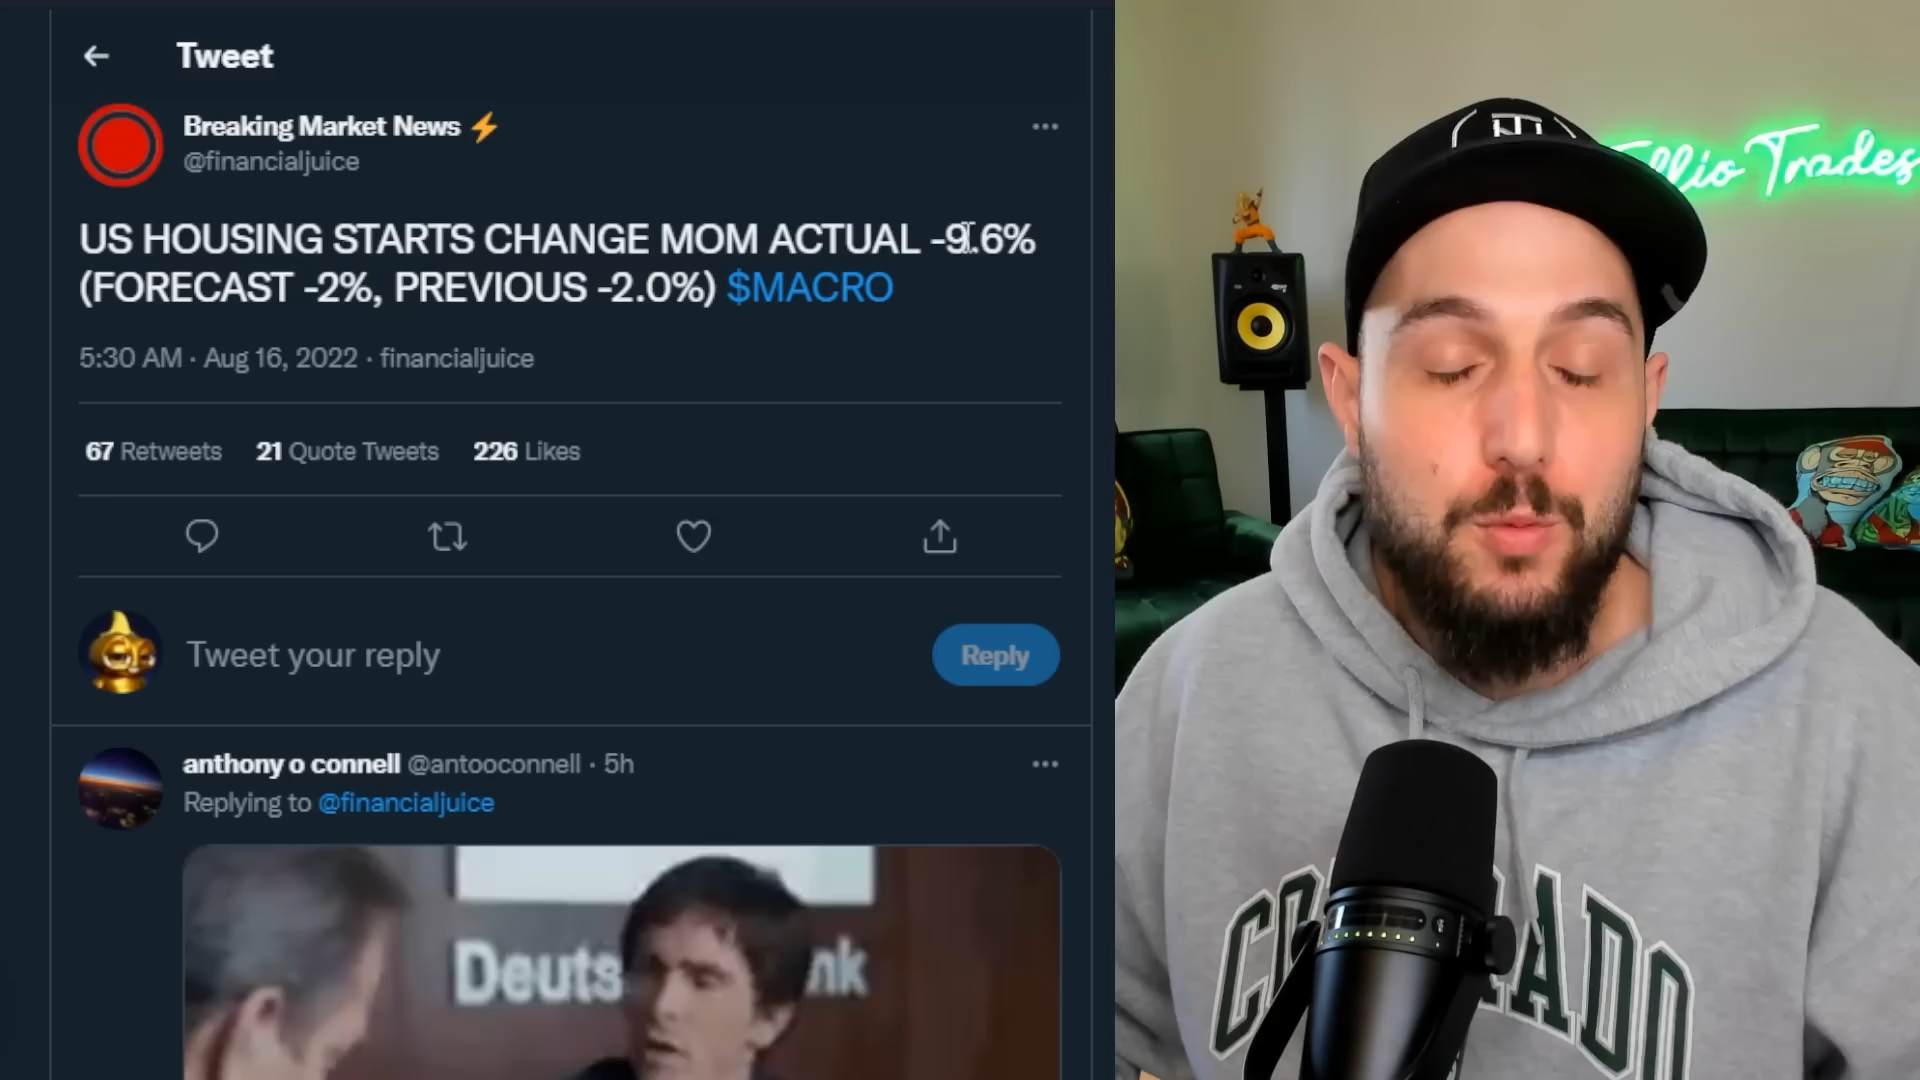 Tweet
Breaking Market News ⚡
@financialjuice
US HOUSING STARTS CHANGE MOM ACTUAL -9.6%
(FORECAST -2%, PREVIOUS -2.0%) $MACRO
5:30 AM · Aug 16, 2022 · financialjuice
67 Retweets 21 Quote Tweets 226 Likes
Tweet your reply
Reply
anthony o connell @antooconnell · 5h
Replying to @financialjuice
Deuts nk
llio Trades